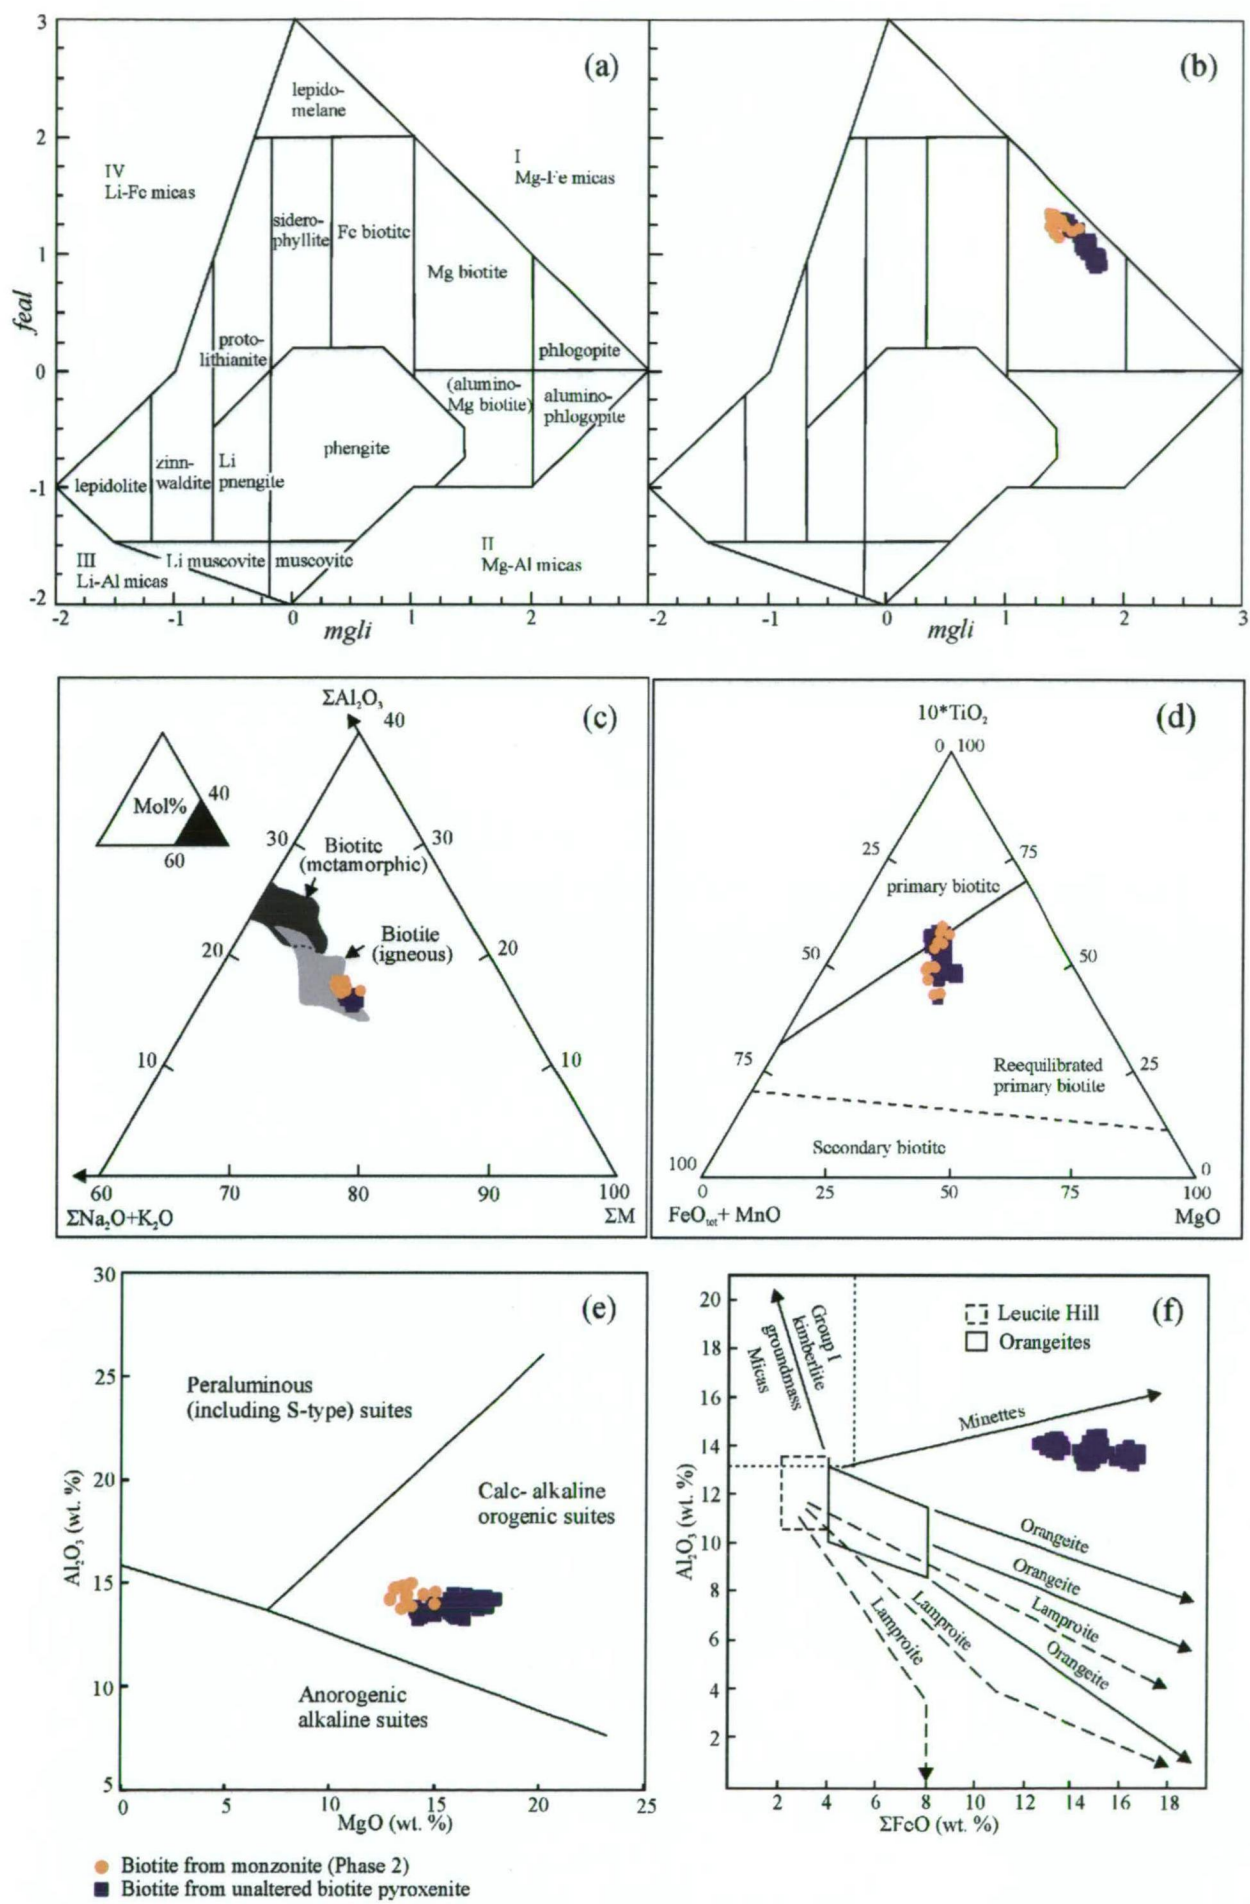 3
2
1
0
-1
-2
feal
(a)
lepido-
melane
IV
Li-Fe micas
I
Mg-Fe micas
sidero-
phyllite
Fe biotite
Mg biotite
proto-
lithianite
phlogopite
(alumino-
Mg biotite)
alumino-
phlogopite
phengite
zinn-
waldite
Li
pnengite
lepidolite
III
Li-Al micas
Li muscovite
muscovite
II
Mg-Al micas
-2
-1
0
1
2
mgli
(b)
-2
-1
0
1
2
3
mgli
(c)
ΣAl₂O₃
40
Mol%
40
60
30
30
Biotite
(metamorphic)
Biotite
(igneous)
20
20
10
10
60
70
80
90
100
ΣNa₂O+K₂O
ΣM
(d)
10*TiO₂
0 100
25
75
primary biotite
50
50
75
25
Reequilibrated
primary biotite
Secondary biotite
100
0
0
25
50
75
100
FeOtot + MnO
MgO
(e)
30
25
20
15
10
5
Al₂O₃ (wt. %)
Peraluminous
(including S-type) suites
Calc- alkaline
orogenic suites
Anorogenic
alkaline suites
0
5
10
15
20
25
MgO (wt. %)
(f)
20
18
16
14
12
10
8
6
4
2
Al₂O₃ (wt. %)
Leucite Hill
Orangeites
Group I
kimberlite
groundmass
Micas
Minettes
Orangeite
Orangeite
Lamproite
Orangeite
Lamproite
Lamproite
2
4
6
8
10
12
14
16
18
ΣFeO (wt. %)
Biotite from monzonite (Phase 2)
Biotite from unaltered biotite pyroxenite